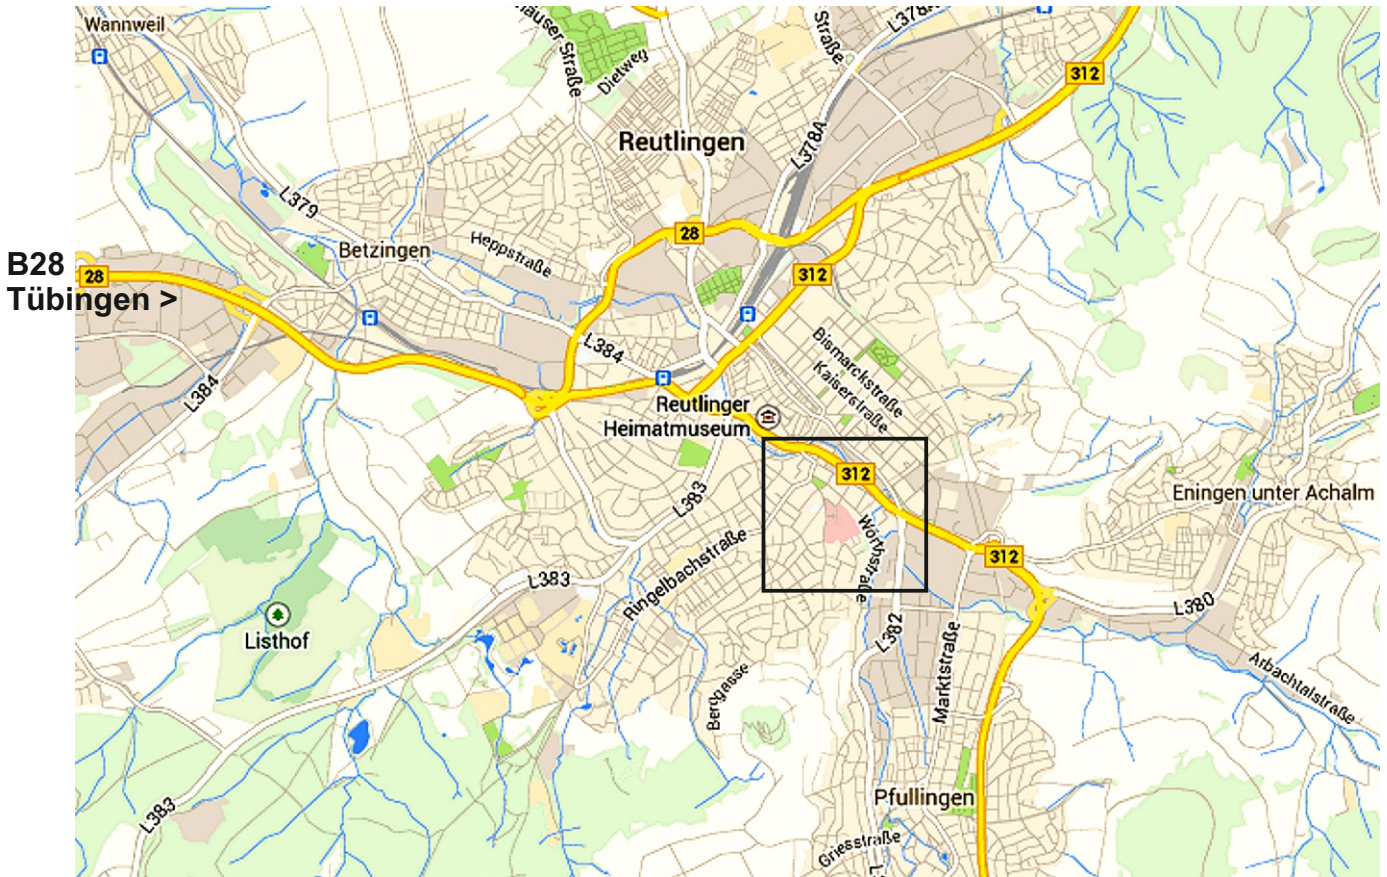 Wannweil
häuser Straße
Straße
L378A
Dietweg
312
Reutlingen
L378A
L379
Betzingen
Heppstraße
28
B28
28
Tübingen >
312
L384
Bismarckstraße
Kaiserstraße
L384
Reutlinger
Heimatmuseum
312
L383
Eningen unter Achalm
Wörthstraße
Ringelbachstraße
312
L383
L380
Listhof
L382
Marktstraße
Berggasse
Arbachtalstraße
L383
Pfullingen
Griesstraße